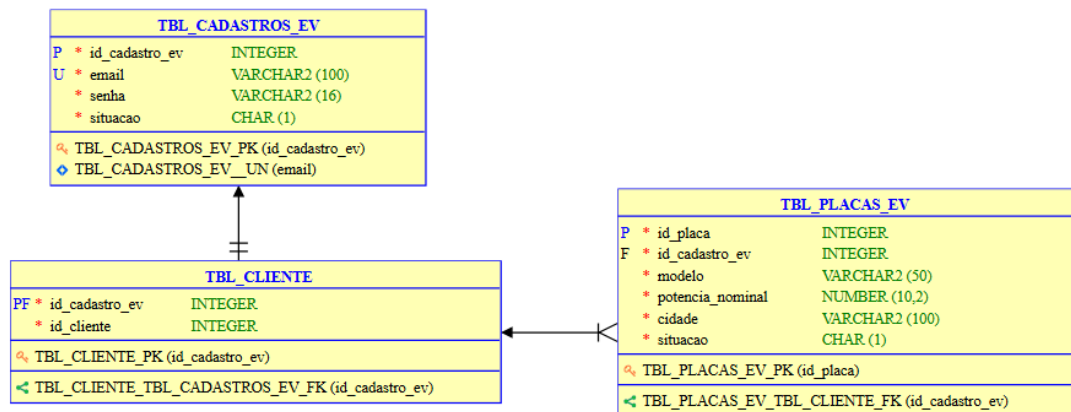 TBL_CADASTROS_EV
P * id_cadastro_ev INTEGER
U * email VARCHAR2 (100)
* senha VARCHAR2 (16)
* situacao CHAR (1)
TBL_CADASTROS_EV_PK (id_cadastro_ev)
TBL_CADASTROS_EV__UN (email)
TBL_CLIENTE
PF * id_cadastro_ev INTEGER
* id_cliente INTEGER
TBL_CLIENTE_PK (id_cadastro_ev)
TBL_CLIENTE_TBL_CADASTROS_EV_FK (id_cadastro_ev)
TBL_PLACAS_EV
P * id_placa INTEGER
F * id_cadastro_ev INTEGER
* modelo VARCHAR2 (50)
* potencia_nominal NUMBER (10,2)
* cidade VARCHAR2 (100)
* situacao CHAR (1)
TBL_PLACAS_EV_PK (id_placa)
TBL_PLACAS_EV_TBL_CLIENTE_FK (id_cadastro_ev)